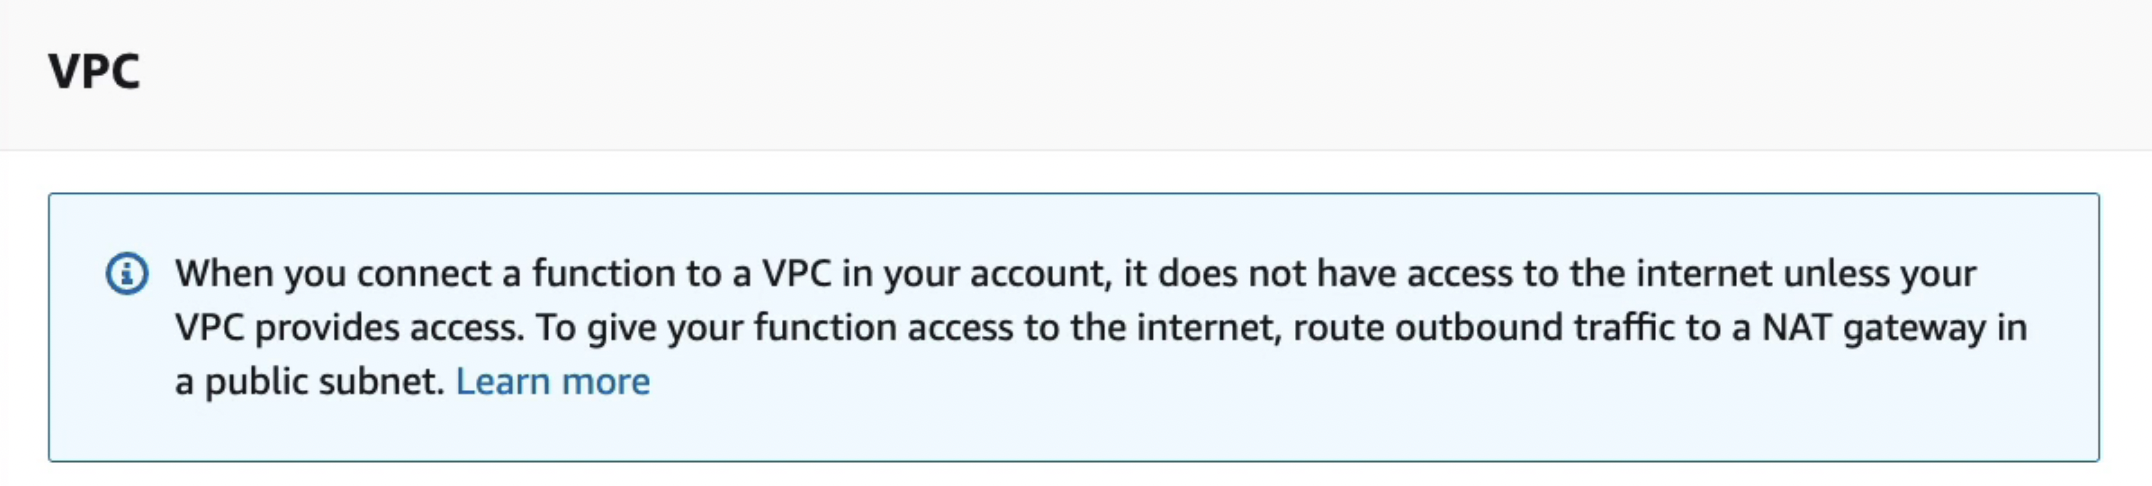 VPC
When you connect a function to a VPC in your account, it does not have access to the internet unless your
VPC provides access. To give your function access to the internet, route outbound traffic to a NAT gateway in
a public subnet. Learn more